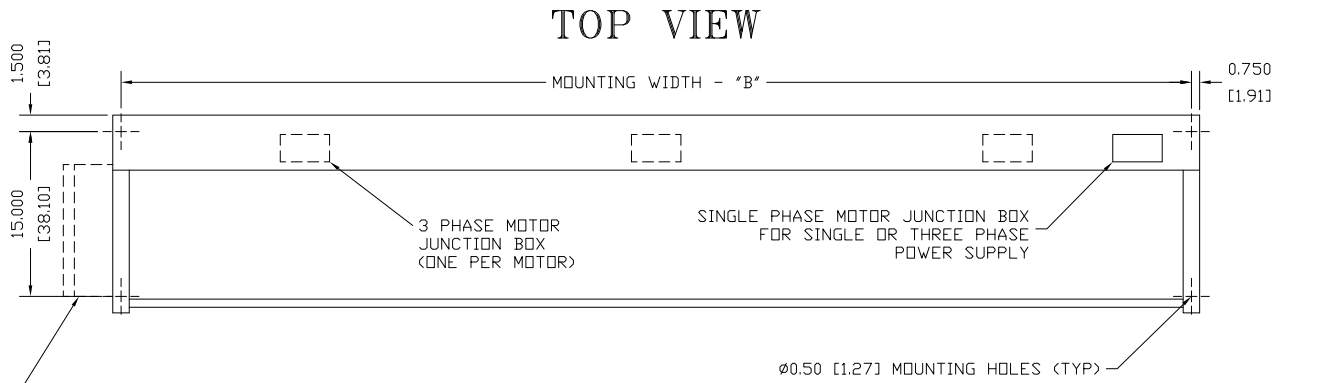 TOP VIEW
1.500
[3.81]
MOUNTING WIDTH - "B"
0.750
[1.91]
15.000
[38.10]
3 PHASE MOTOR
JUNCTION BOX
(ONE PER MOTOR)
SINGLE PHASE MOTOR JUNCTION BOX
FOR SINGLE OR THREE PHASE
POWER SUPPLY
Ø0.50 [1.27] MOUNTING HOLES (TYP)